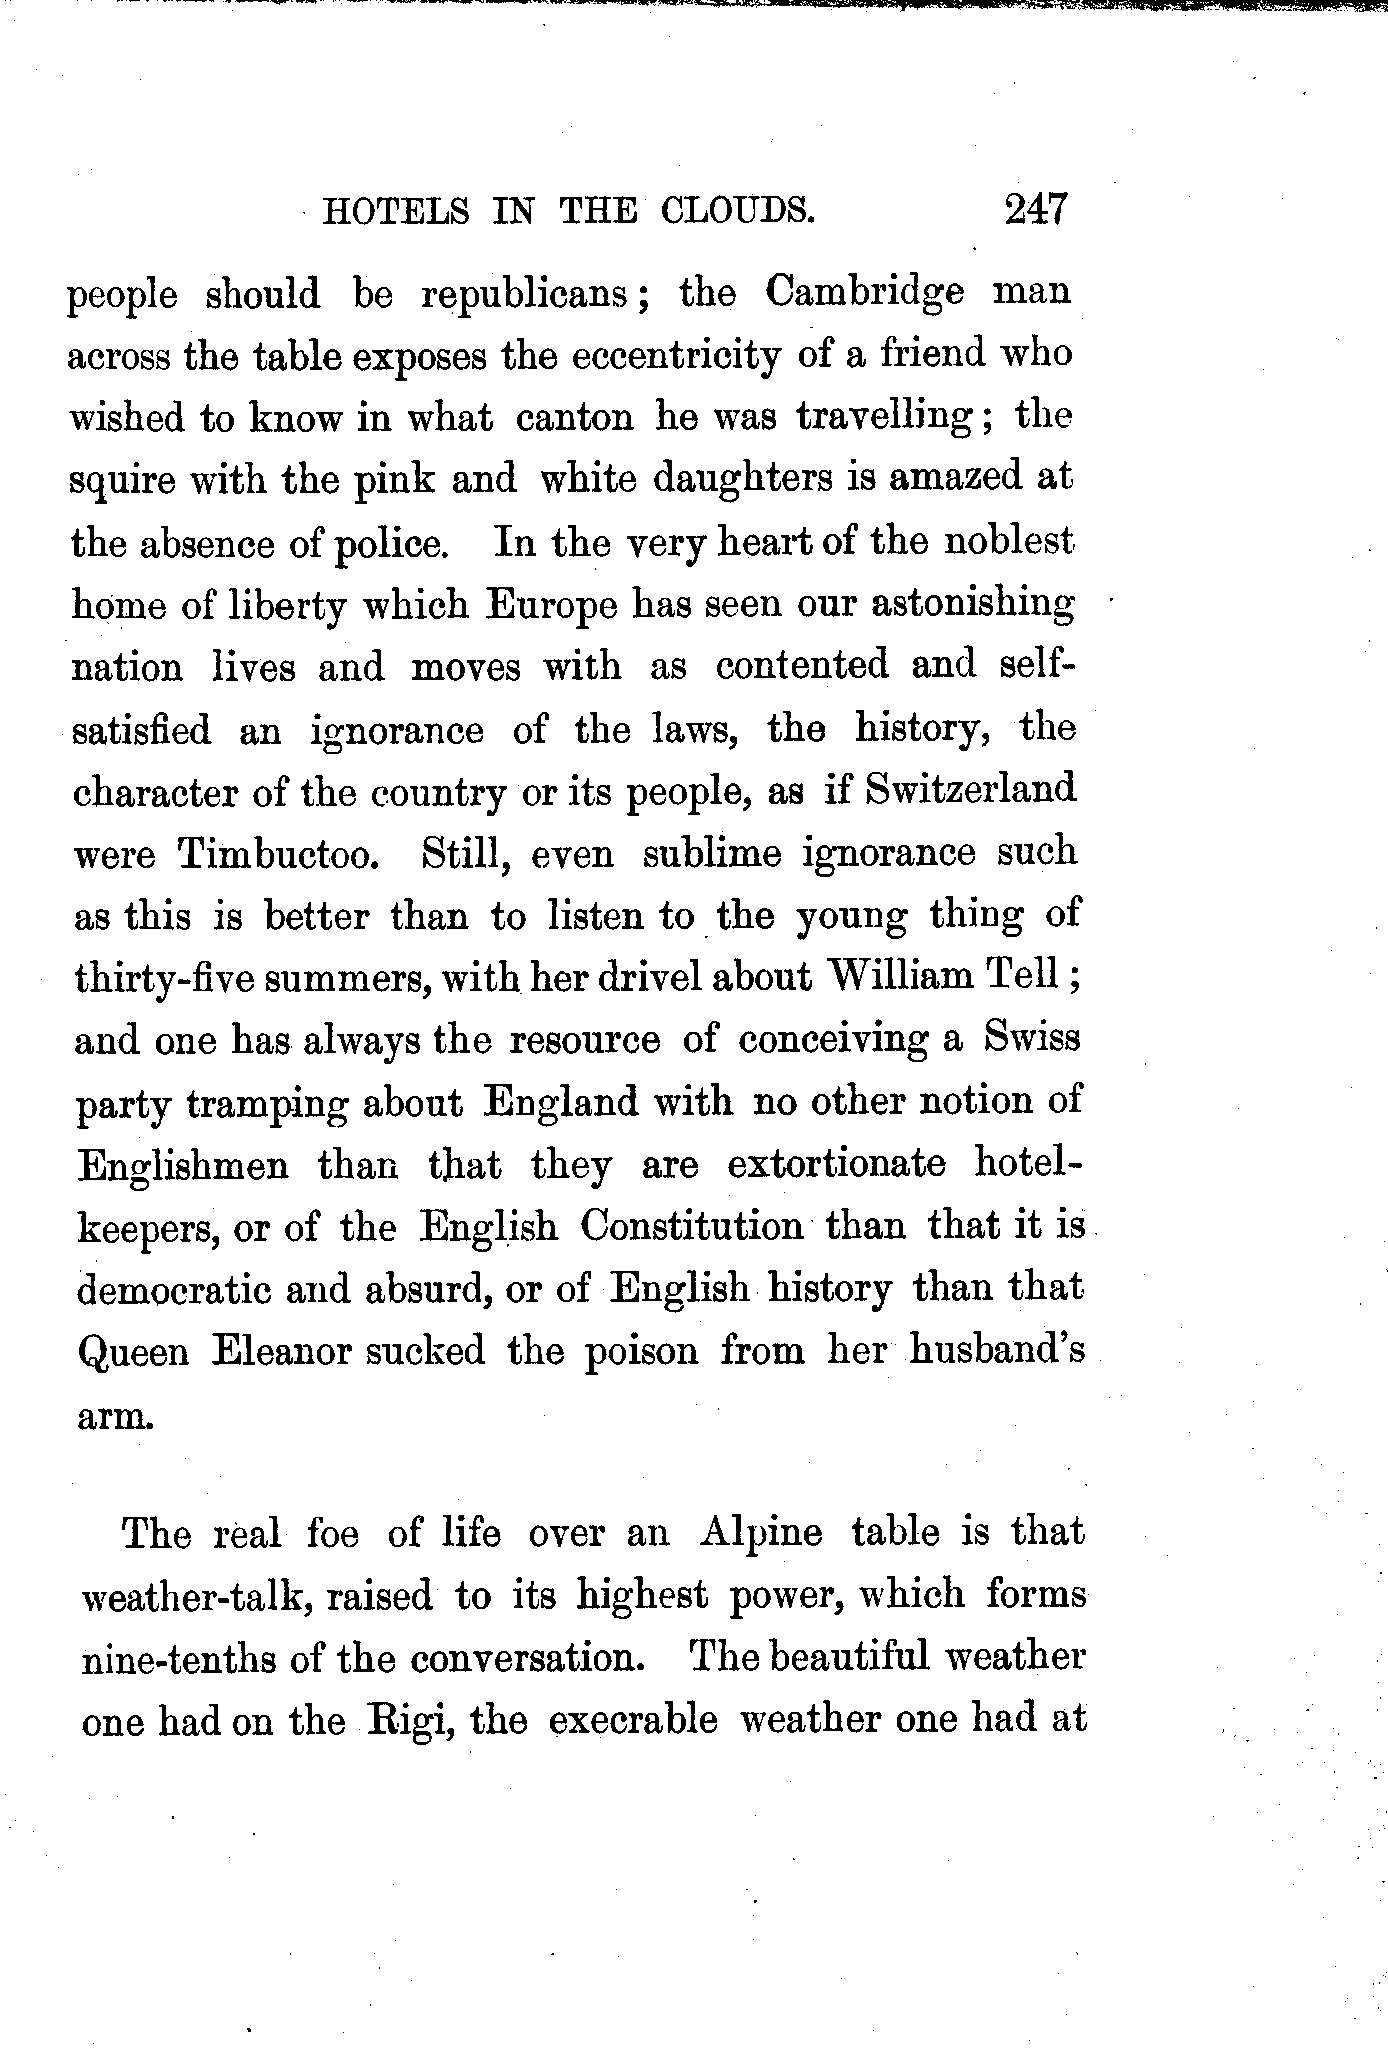 HOTELS IN THE CLOUDS. 247
people should be republicans; the Cambridge man
across the table exposes the eccentricity of a friend who
wished to know in what canton he was travelling; the
squire with the pink and white daughters is amazed at
the absence of police. In the very heart of the noblest
home of liberty which Europe has seen our astonishing
nation lives and moves with as contented and self-
satisfied an ignorance of the laws, the history, the
character of the country or its people, as if Switzerland
were Timbuctoo. Still, even sublime ignorance such
as this is better than to listen to the young thing of
thirty-five summers, with her drivel about William Tell;
and one has always the resource of conceiving a Swiss
party tramping about England with no other notion of
Englishmen than that they are extortionate hotel-
keepers, or of the English Constitution than that it is
democratic and absurd, or of English history than that
Queen Eleanor sucked the poison from her husband's
arm.
The real foe of life over an Alpine table is that
weather-talk, raised to its highest power, which forms
nine-tenths of the conversation. The beautiful weather
one had on the Rigi, the execrable weather one had at